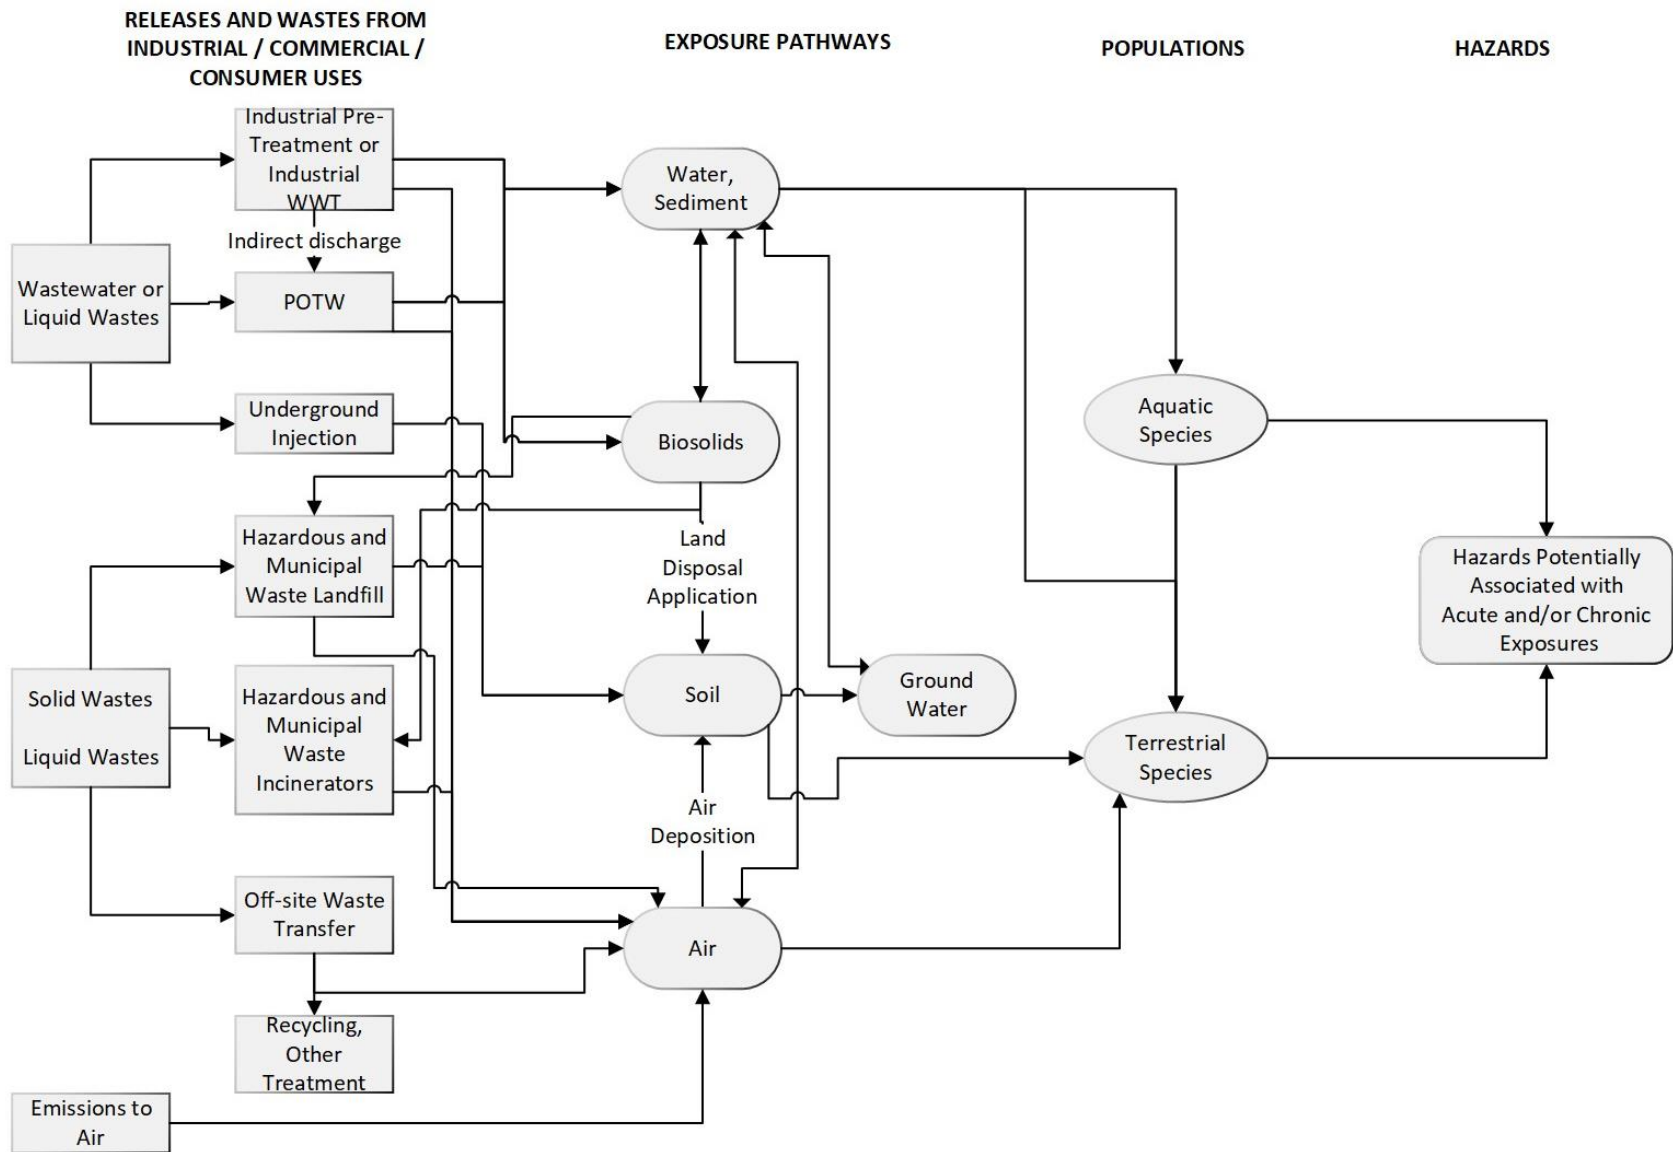 RELEASES AND WASTES FROM
INDUSTRIAL / COMMERCIAL /
CONSUMER USES
EXPOSURE PATHWAYS
POPULATIONS
HAZARDS
Industrial Pre-
Treatment or
Industrial
WWT
Indirect discharge
Wastewater or
Liquid Wastes
POTW
Underground
Injection
Hazardous and
Municipal
Waste Landfill
Solid Wastes
Liquid Wastes
Hazardous and
Municipal
Waste
Incinerators
Off-site Waste
Transfer
Recycling,
Other
Treatment
Emissions to
Air
Water,
Sediment
Biosolids
Land
Disposal
Application
Soil
Ground
Water
Air
Deposition
Air
Aquatic
Species
Terrestrial
Species
Hazards Potentially
Associated with
Acute and/or Chronic
Exposures